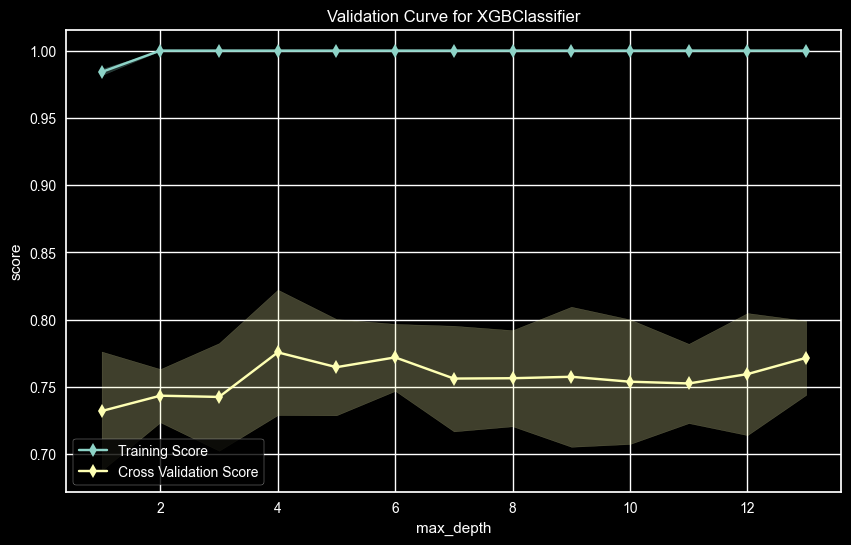 Validation Curve for XGBClassifier
1.00
0.95
0.90
0.85
0.80
0.75
0.70
score
Training Score
Cross Validation Score
2
4
6
8
10
12
max_depth